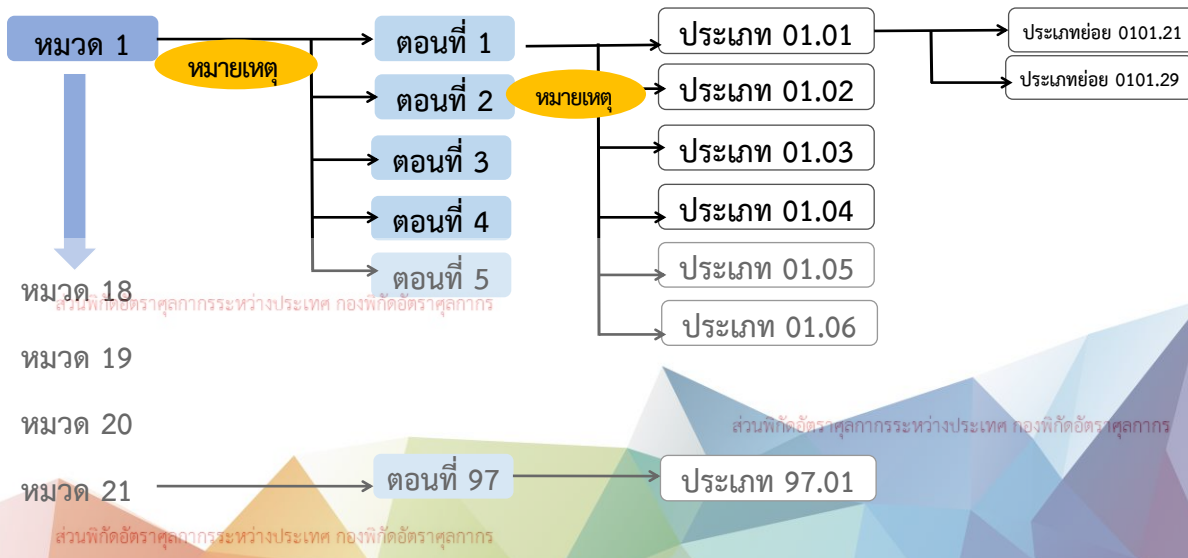 หมวด 1
หมายเหตุ
ตอนที่ 1
ตอนที่ 2
ตอนที่ 3
ตอนที่ 4
ตอนที่ 5
หมายเหตุ
ประเภท 01.01
ประเภท 01.02
ประเภท 01.03
ประเภท 01.04
ประเภท 01.05
ประเภท 01.06
ประเภทย่อย 0101.21
ประเภทย่อย 0101.29
หมวด 18
ส่วนพิกัดอัตราศุลกากรระหว่างประเทศ กองพิกัดอัตราศุลกากร
หมวด 19
หมวด 20
ส่วนพิกัดอัตราศุลกากรระหว่างประเทศ กองพิกัดอัตราศุลกากร
หมวด 21
ตอนที่ 97
ประเภท 97.01
ส่วนพิกัดอัตราศุลกากรระหว่างประเทศ กองพิกัดอัตราศุลกากร